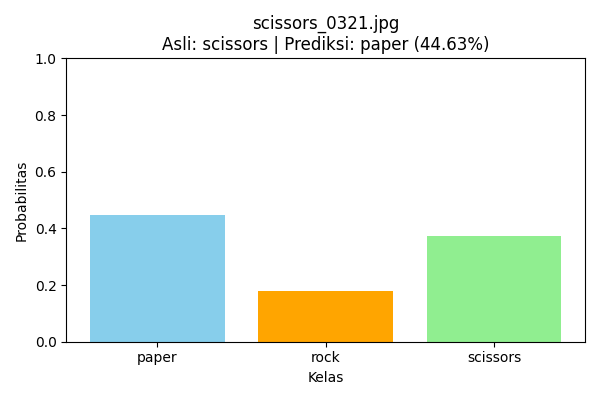 scissors_0321.jpg
Asli: scissors | Prediksi: paper (44.63%)
1.0
0.8
0.6
0.4
0.2
0.0
Probabilitas
paper rock scissors
Kelas